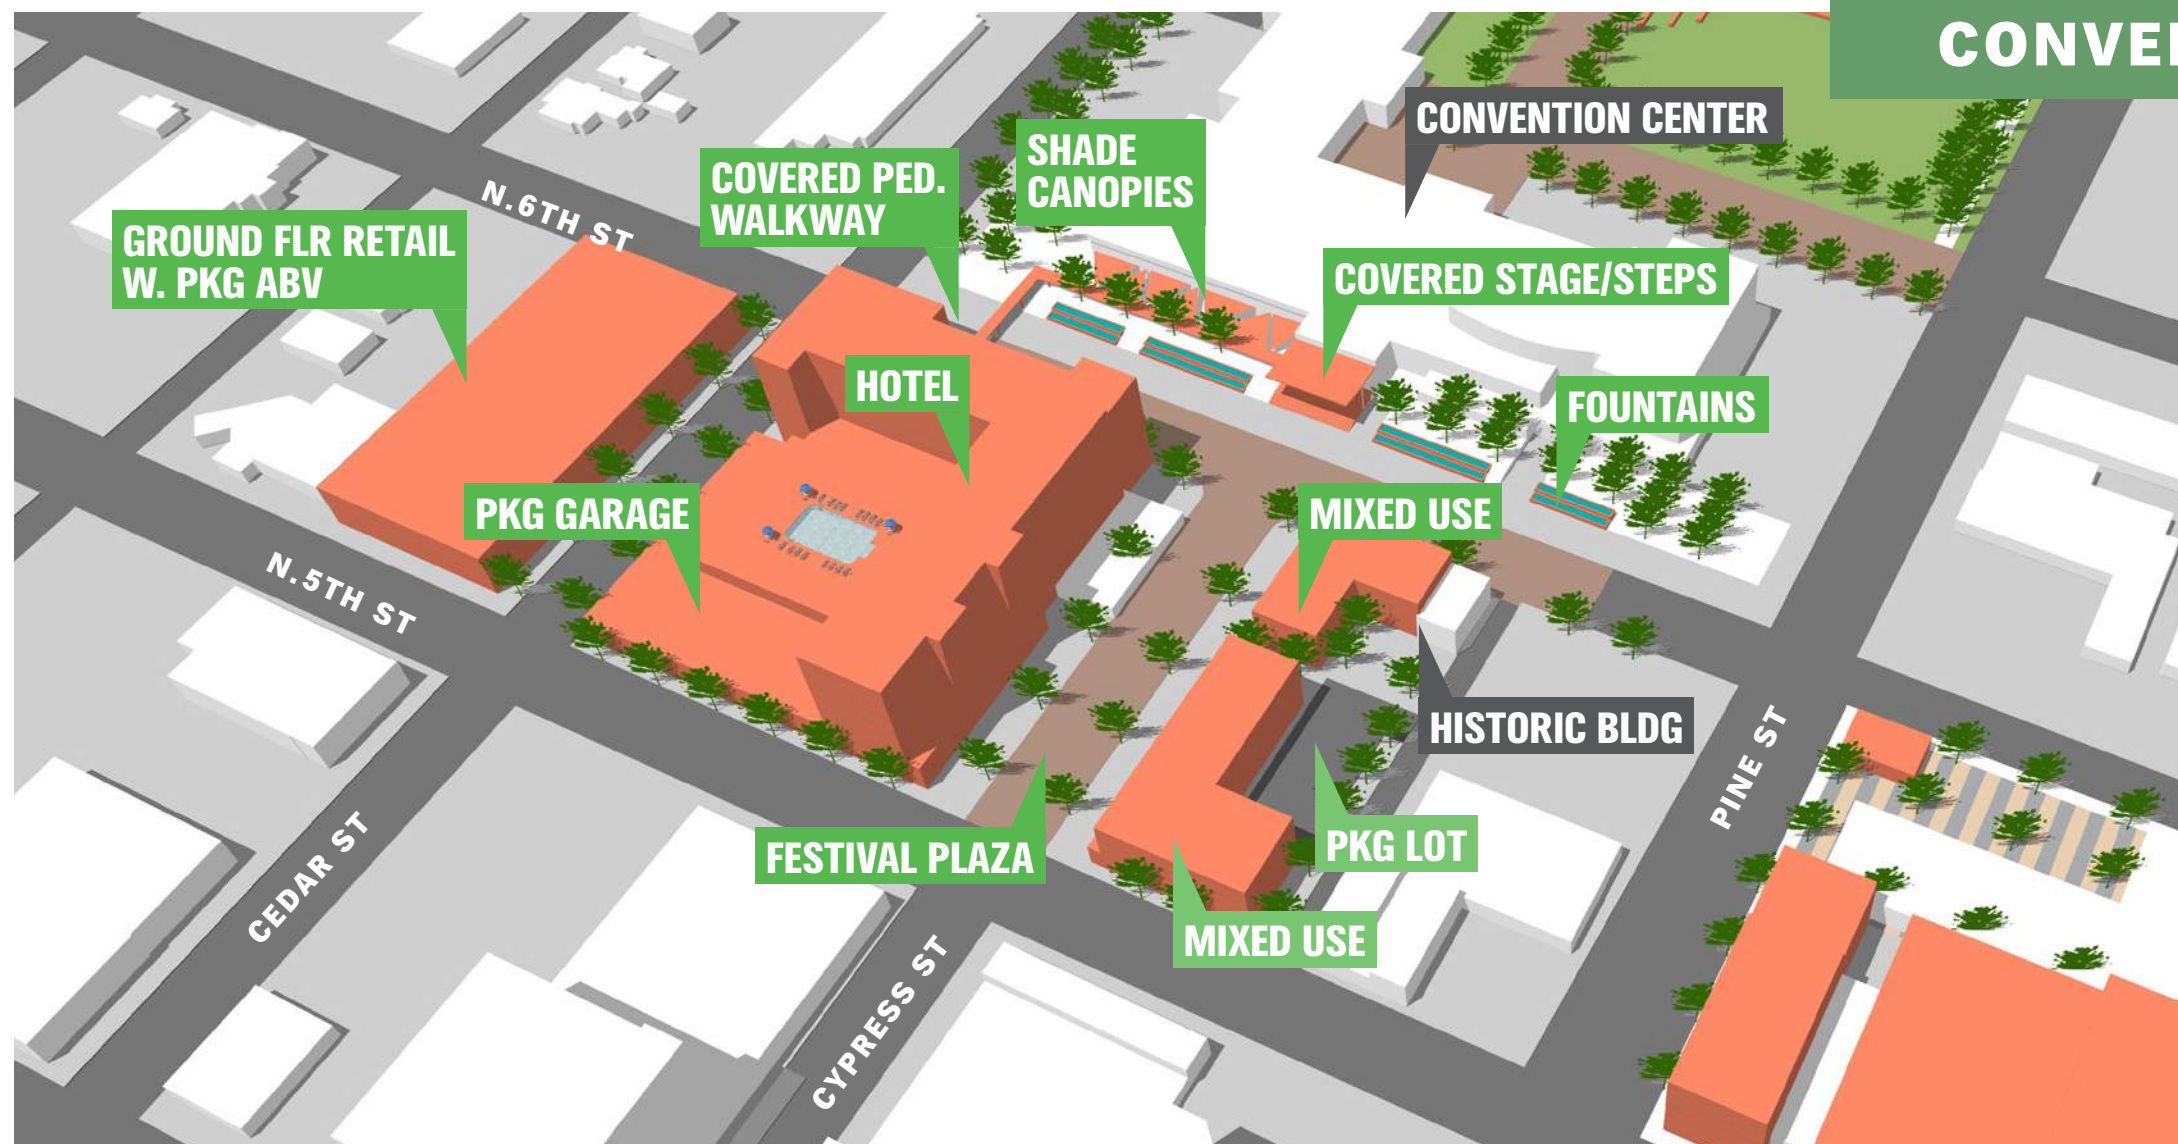 CONVE
CONVENTION CENTER
SHADE
CANOPIES
COVERED PED.
WALKWAY
N.6TH ST
GROUND FLR RETAIL
W. PKG ABV
COVERED STAGE/STEPS
HOTEL
FOUNTAINS
PKG GARAGE
MIXED USE
N.5TH ST
HISTORIC BLDG
PINE ST
FESTIVAL PLAZA
PKG LOT
CEDAR ST
MIXED USE
CYPRESS ST